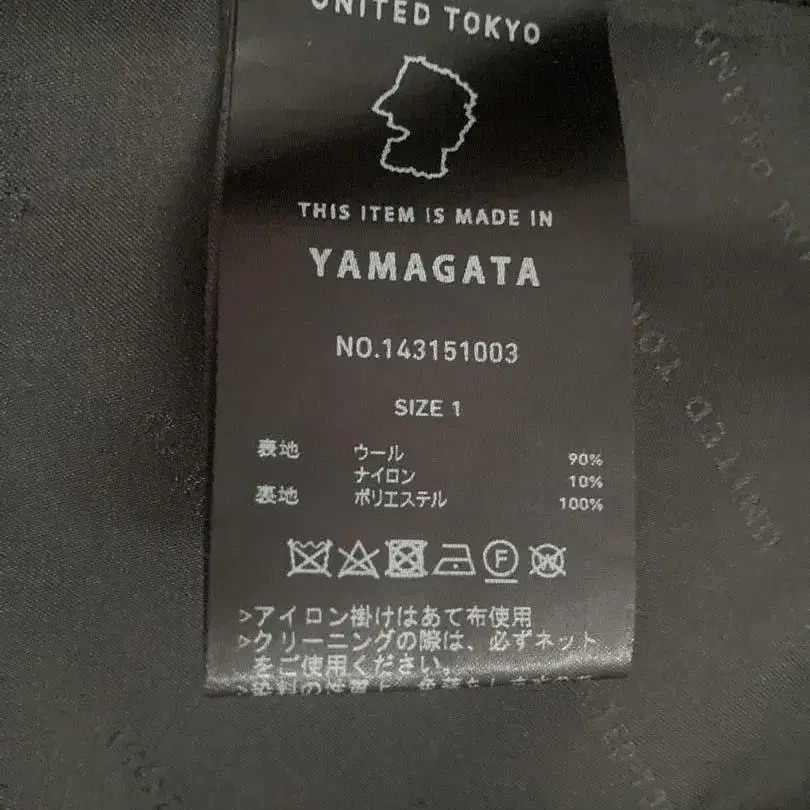 UNITED TOKYO
THIS ITEM IS MADE IN
YAMAGATA
NO.143151003
SIZE 1
表地 ウール 90%
ナイロン 10%
裏地 ポリエステル 100%
F W
>アイロン掛けはあて布使用
>クリーニングの際は、必ずネット
をご使用ください。
UNITED TOKYO